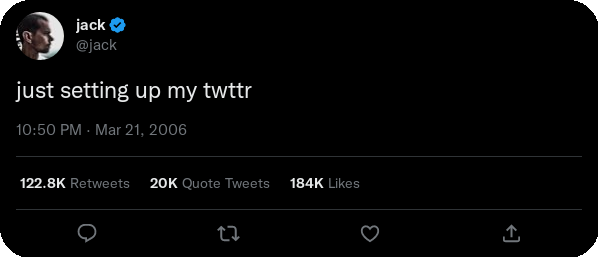 jack
@jack
just setting up my twttr
10:50 PM · Mar 21, 2006
122.8K Retweets 20K Quote Tweets 184K Likes